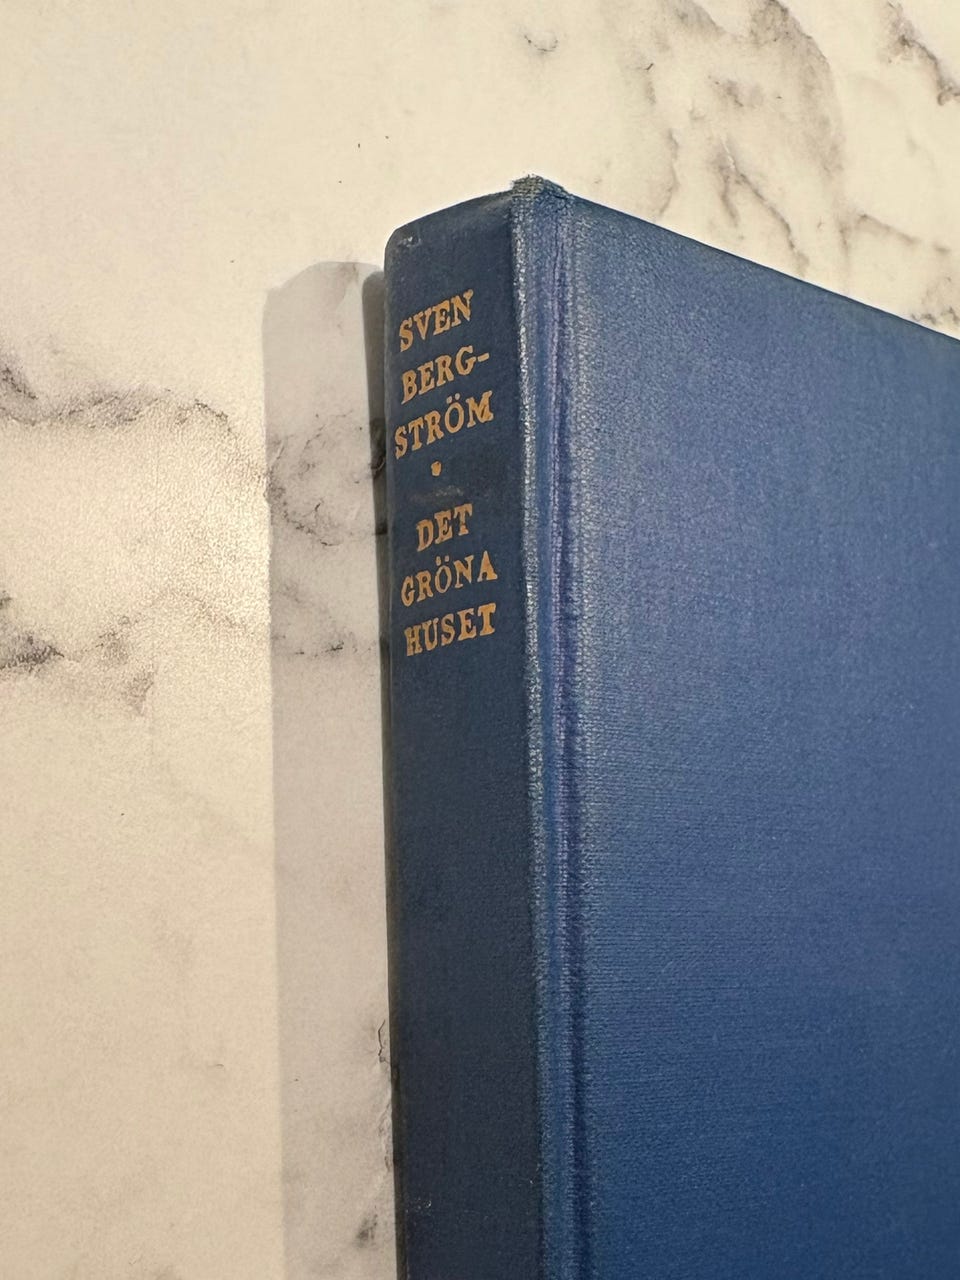 SVEN
BERG-
STRÖM
•
DET
GRÖNA
HUSET